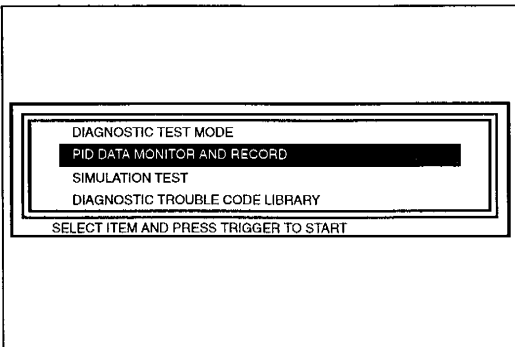 DIAGNOSTIC TEST MODE
PID DATA MONITOR AND RECORD
SIMULATION TEST
DIAGNOSTIC TROUBLE CODE LIBRARY
SELECT ITEM AND PRESS TRIGGER TO START